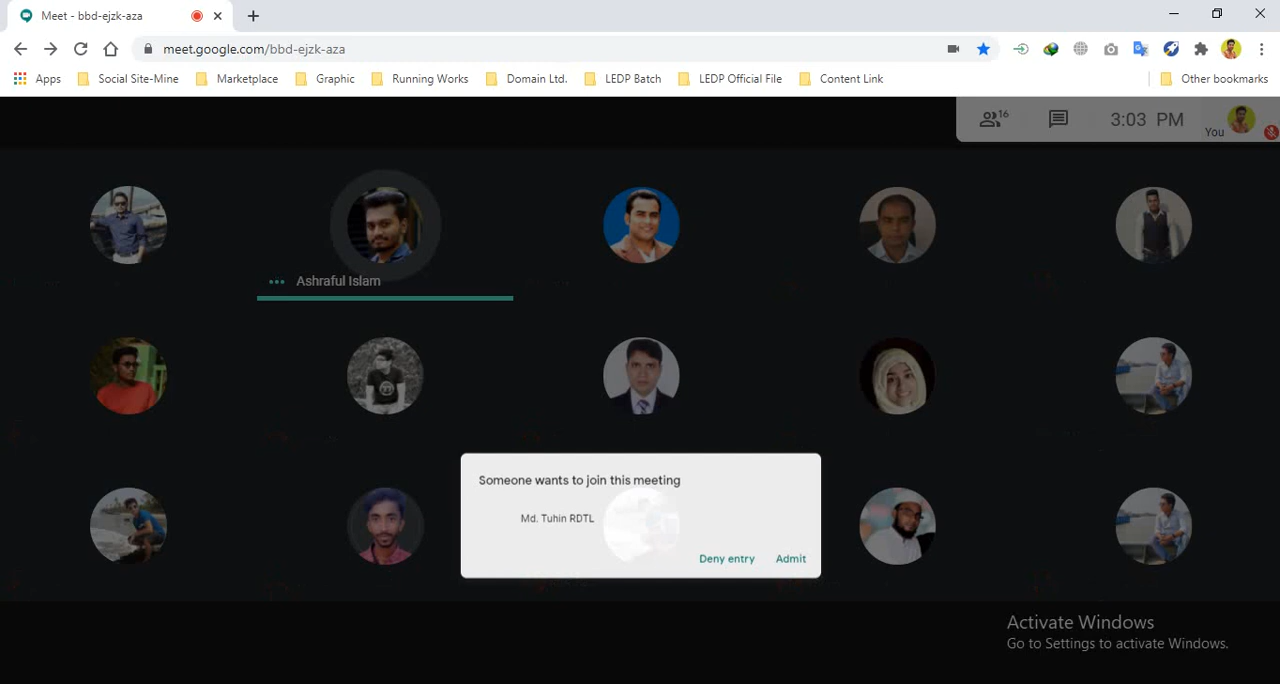 Meet - bbd-ejzk-aza
meet.google.com/bbd-ejzk-aza
Apps Social Site-Mine Marketplace Graphic Running Works Domain Ltd. LEDP Batch LEDP Official File Content Link Other bookmarks
16 3:03 PM You
Ashraful Islam
Someone wants to join this meeting
Md. Tuhin RDTL
Deny entry Admit
Activate Windows
Go to Settings to activate Windows.